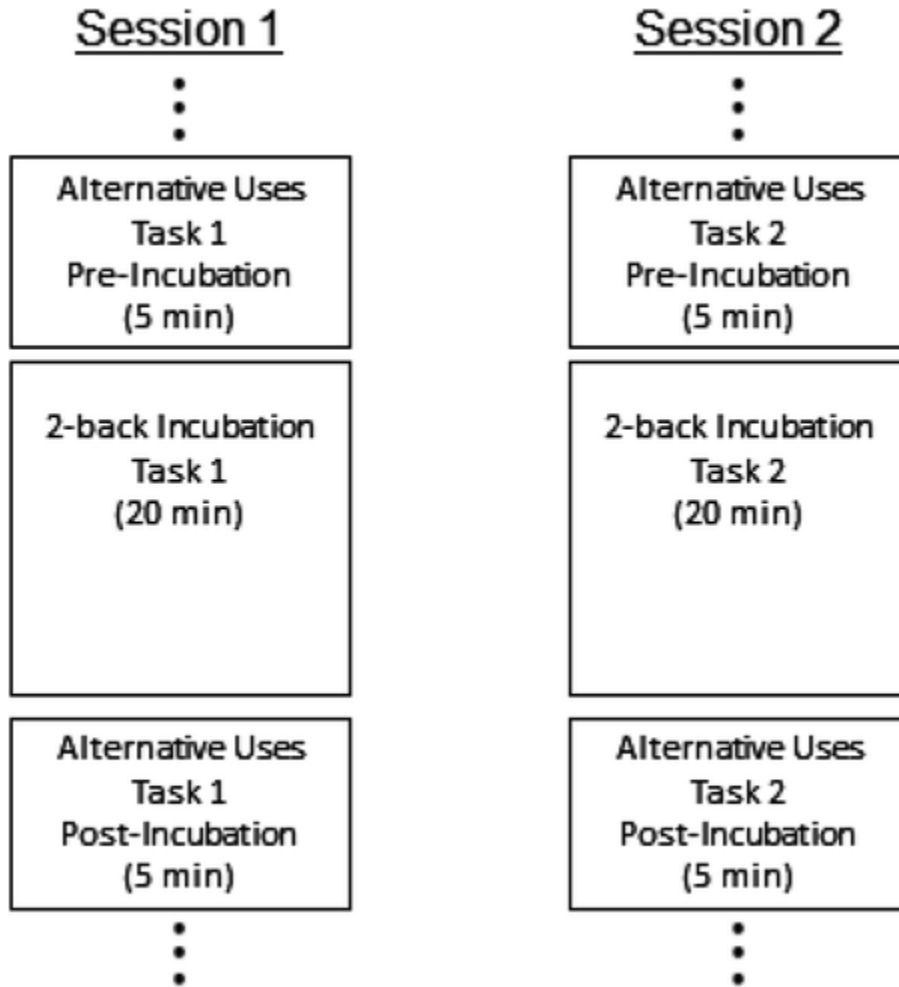 Session 1
Alternative Uses
Task 1
Pre-Incubation
(5 min)
2-back Incubation
Task 1
(20 min)
Alternative Uses
Task 1
Post-Incubation
(5 min)
Session 2
Alternative Uses
Task 2
Pre-Incubation
(5 min)
2-back Incubation
Task 2
(20 min)
Alternative Uses
Task 2
Post-Incubation
(5 min)